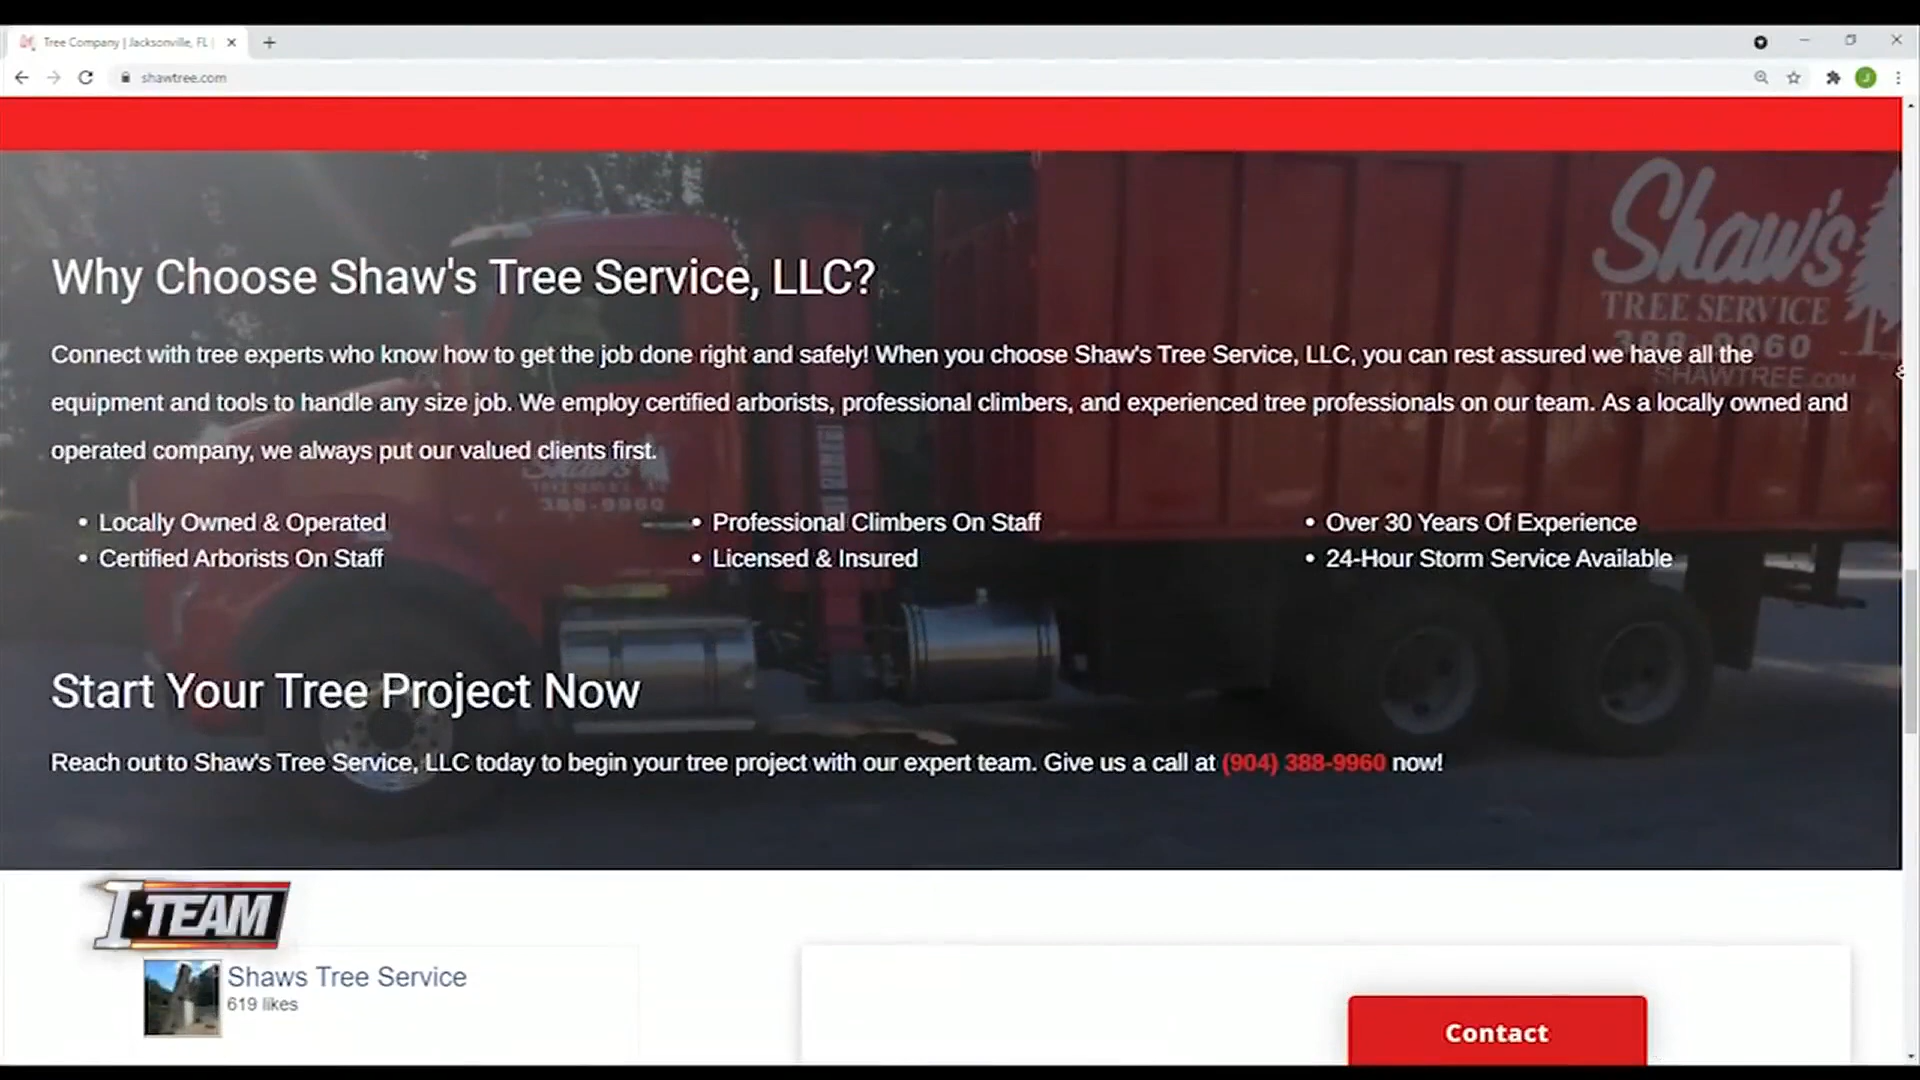 Tree Company | Jacksonville, FL |
shawtree.com
J
Shaw's
TREE SERVICE
388-9960
SHAWTREE.COM
Why Choose Shaw's Tree Service, LLC?
Connect with tree experts who know how to get the job done right and safely! When you choose Shaw's Tree Service, LLC, you can rest assured we have all the
equipment and tools to handle any size job. We employ certified arborists, professional climbers, and experienced tree professionals on our team. As a locally owned and
operated company, we always put our valued clients first.
Shaw's
388-9960
• Locally Owned & Operated
• Certified Arborists On Staff
• Professional Climbers On Staff
• Licensed & Insured
• Over 30 Years Of Experience
• 24-Hour Storm Service Available
Start Your Tree Project Now
Reach out to Shaw's Tree Service, LLC today to begin your tree project with our expert team. Give us a call at (904) 388-9960 now!
I-TEAM
Shaws Tree Service
619 likes
Contact